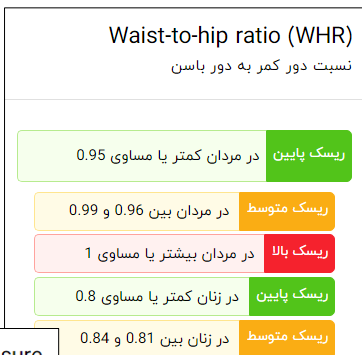 Waist-to-hip ratio (WHR)
نسبت دور کمر به دور باسن
ریسک پایین در مردان کمتر یا مساوی 0.95
ریسک متوسط در مردان بین 0.96 و 0.99
ریسک بالا در مردان بیشتر یا مساوی 1
ریسک پایین در زنان کمتر یا مساوی 0.8
ریسک متوسط در زنان بین 0.81 و 0.84